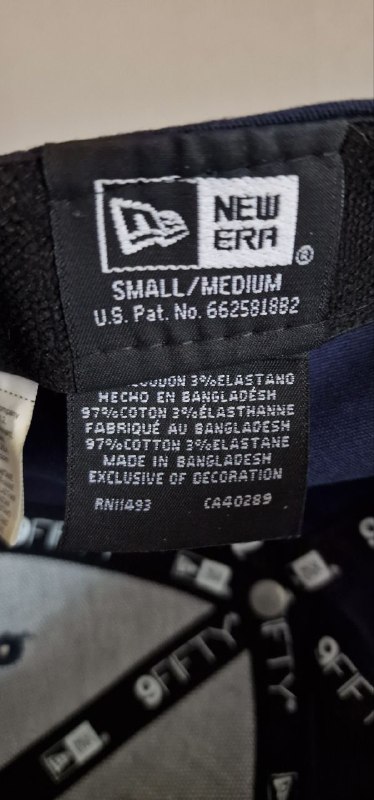 NEW
ERA®
SMALL/MEDIUM
U.S. Pat. No. 6625818B2
3%ELASTANO
HECHO EN BANGLADÉSH
97%COTON 3%ÉLASTHANNE
FABRIQUÉ AU BANGLADESH
97%COTTON 3%ELASTANE
MADE IN BANGLADESH
EXCLUSIVE OF DECORATION
RN11493 CA40289
9FIFTY
9FIFTY
9FIFTY